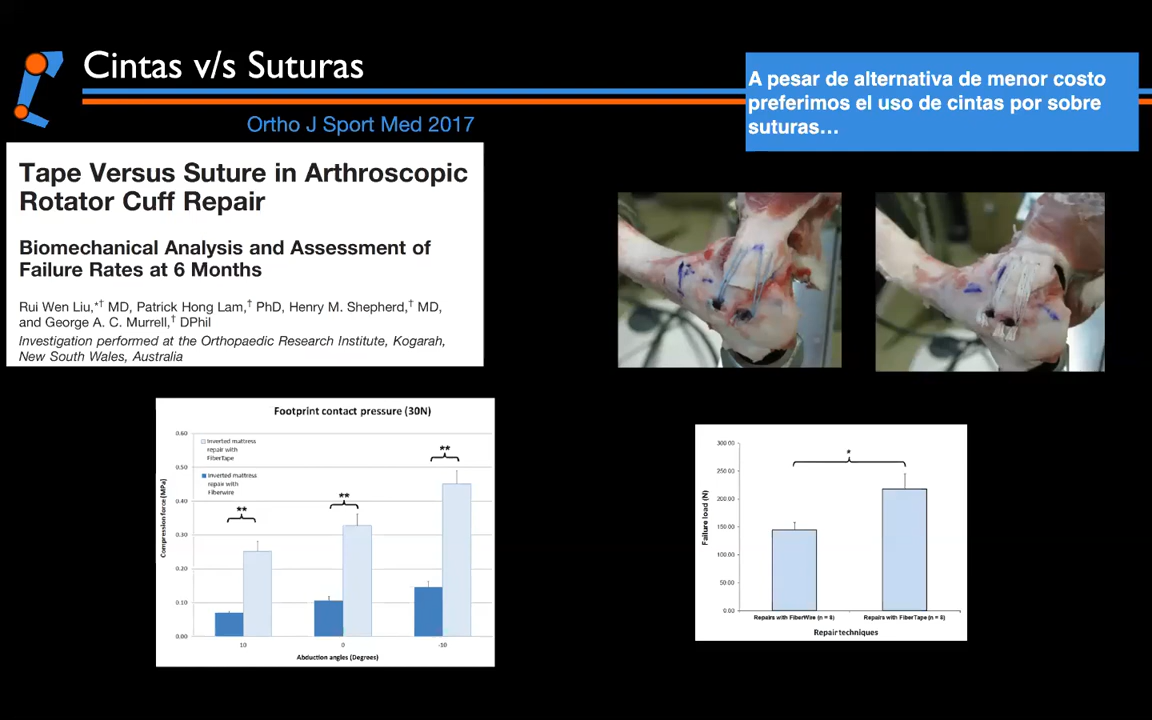 Cintas v/s Suturas
A pesar de alternativa de menor costo
preferimos el uso de cintas por sobre
suturas…
Ortho J Sport Med 2017
Tape Versus Suture in Arthroscopic
Rotator Cuff Repair
Biomechanical Analysis and Assessment of
Failure Rates at 6 Months
Rui Wen Liu,*† MD, Patrick Hong Lam,† PhD, Henry M. Shepherd,† MD,
and George A. C. Murrell,† DPhil
Investigation performed at the Orthopaedic Research Institute, Kogarah,
New South Wales, Australia
Footprint contact pressure (30N)
0.60
0.50
0.40
0.30
0.20
0.10
0.00
Compression force (MPa)
Inverted mattress
repair with
FiberTape
Inverted mattress
repair with
Fiberwire
**
**
**
10
0
-10
Abduction angles (Degrees)
300.00
250.00
200.00
150.00
100.00
50.00
0.00
Failure load (N)
*
Repairs with FiberWire (n = 8)
Repairs with FiberTape (n = 8)
Repair techniques